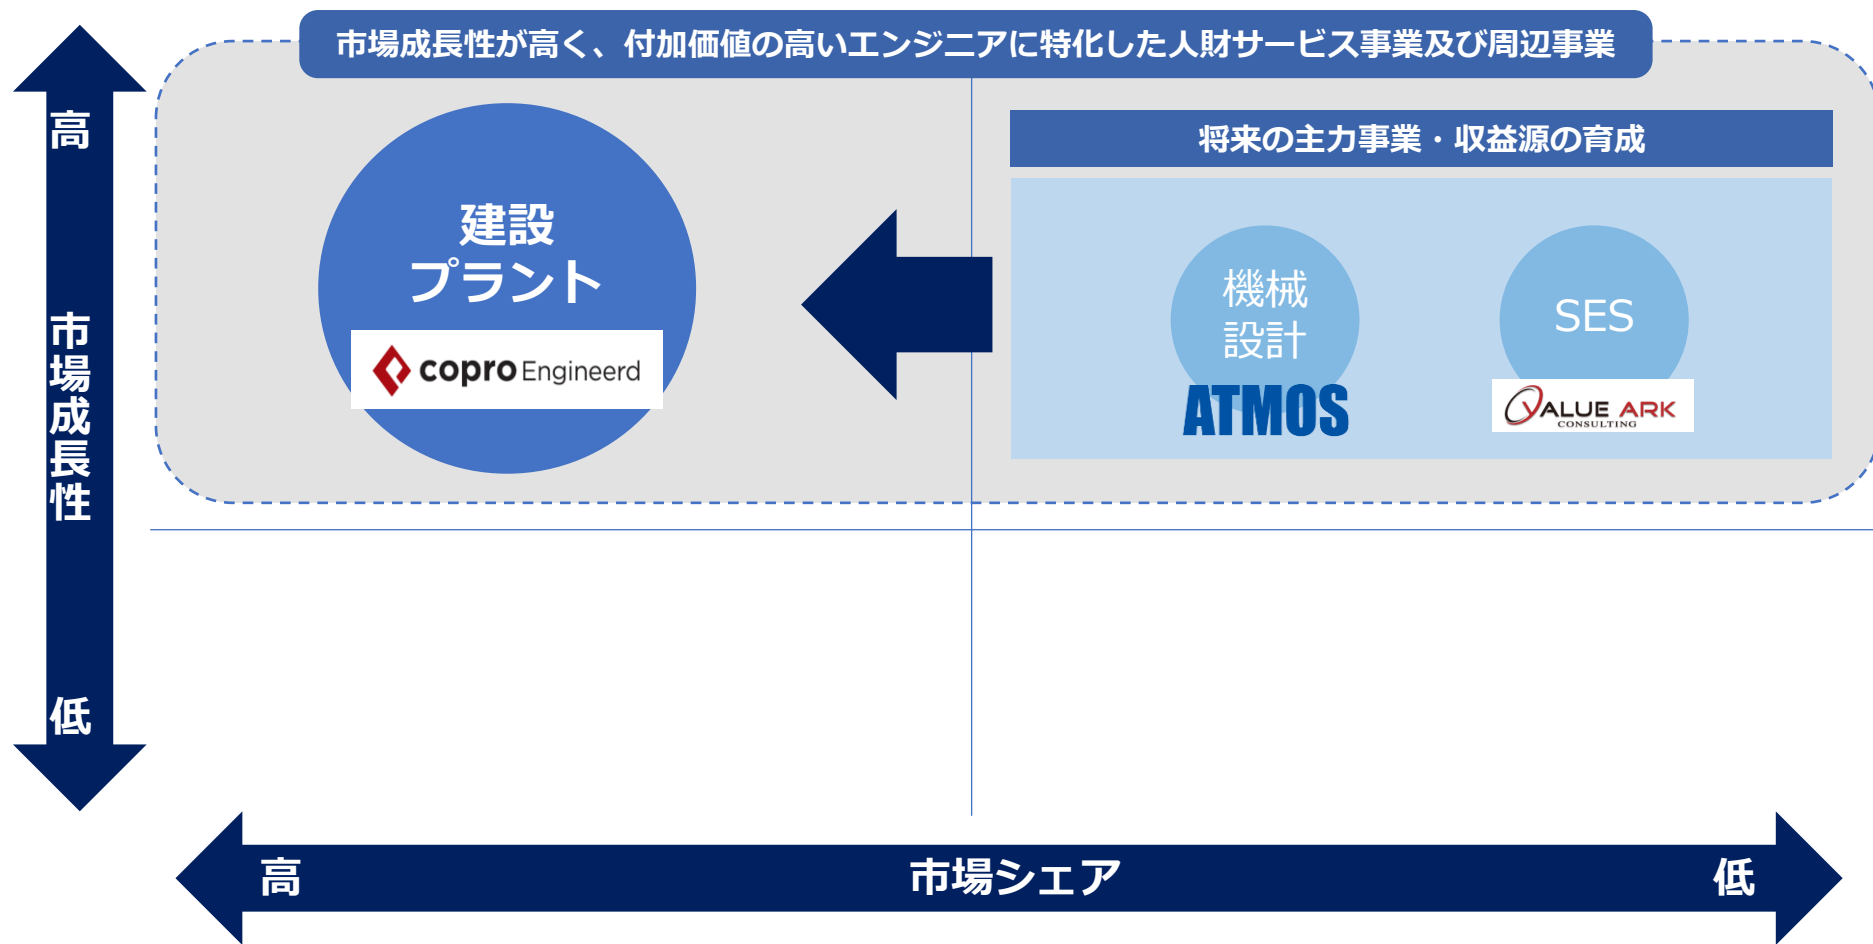 市場成長性が高く、付加価値の高いエンジニアに特化した人財サービス事業及び周辺事業
高
市場成長性
低
建設
プラント
copro Engineerd
将来の主力事業・収益源の育成
機械
設計
ATMOS
SES
VALUE ARK
CONSULTING
高
市場シェア
低